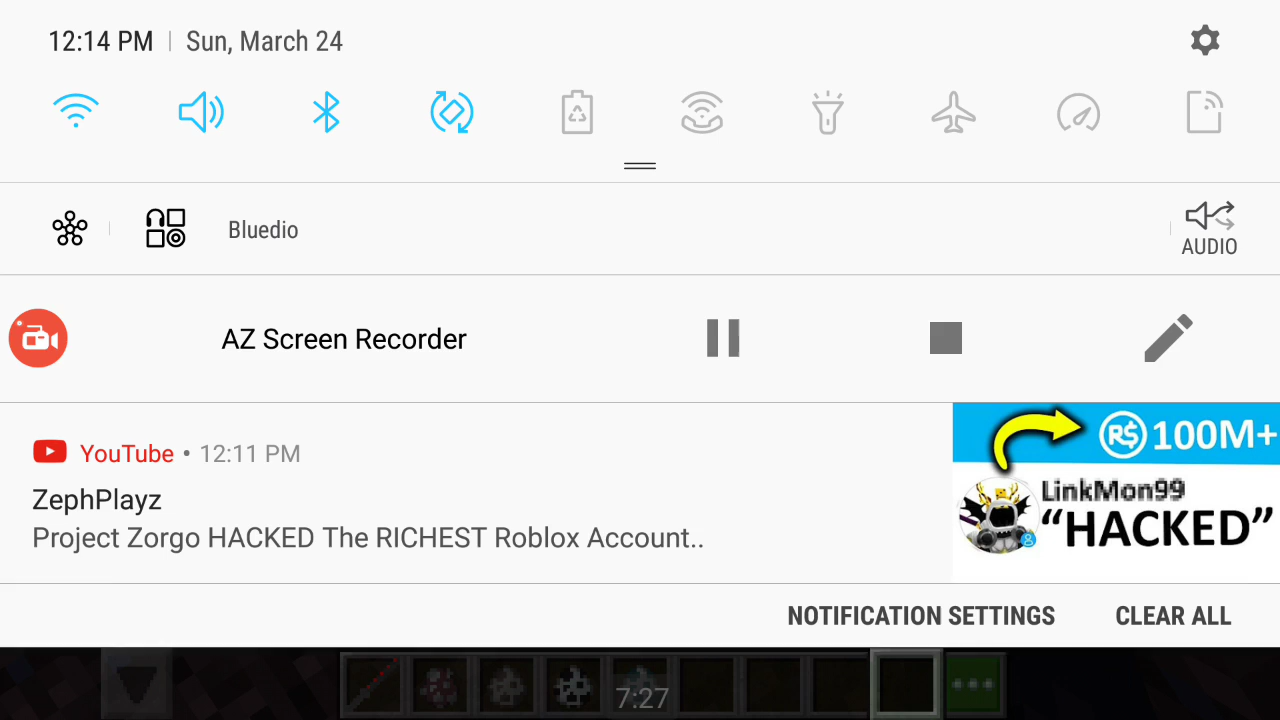 12:14 PM | Sun, March 24
Bluedio
AUDIO
AZ Screen Recorder
YouTube • 12:11 PM
ZephPlayz
Project Zorgo HACKED The RICHEST Roblox Account..
R$ 100M+
LinkMon99
“HACKED”
NOTIFICATION SETTINGS
CLEAR ALL
7:27